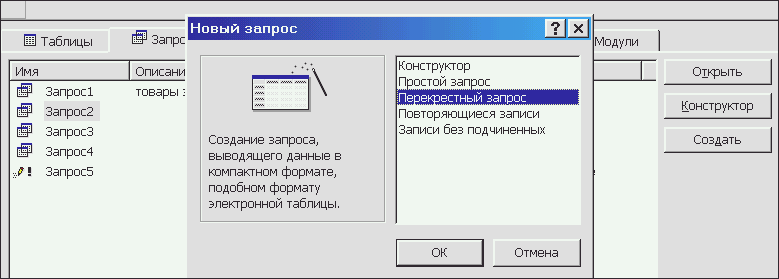 Новый запрос
Таблицы
Запрос
Модули
Имя
Описани
Запрос1
товары з
Запрос2
Запрос3
Запрос4
Запрос5
Создание запроса,
выводящего данные в
компактном формате,
подобном формату
электронной таблицы.
Конструктор
Простой запрос
Перекрестный запрос
Повторяющиеся записи
Записи без подчиненных
OK
Отмена
Открыть
Конструктор
Создать